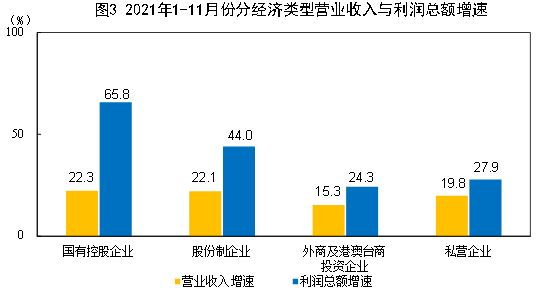 图3 2021年1-11月份分经济类型营业收入与利润总额增速
(%)
100
50
0
22.3
65.8
22.1
44.0
15.3
24.3
19.8
27.9
国有控股企业
股份制企业
外商及港澳台商
投资企业
私营企业
营业收入增速
利润总额增速